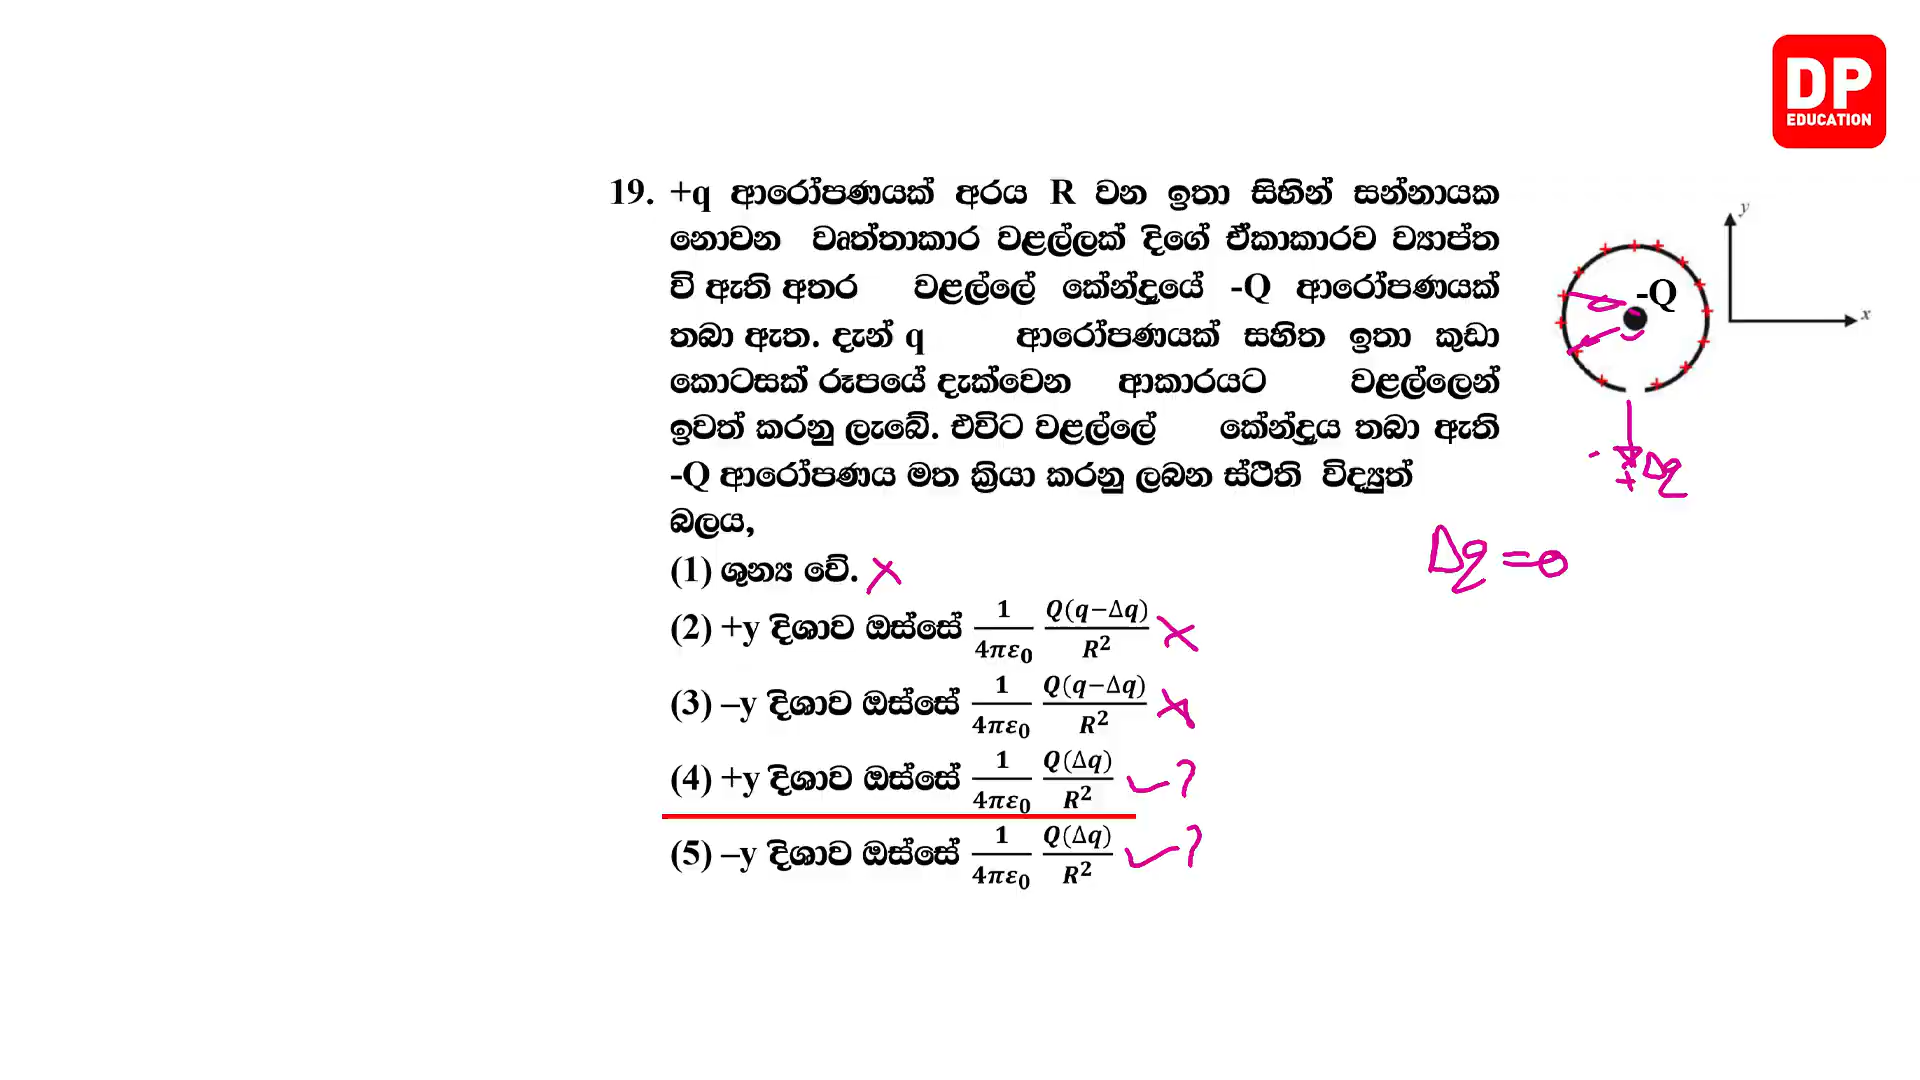 DP
EDUCATION
19. +q ආරෝපණයක් අරය R වන ඉතා සිහින් සන්නායක
නොවන වෘත්තාකාර වළල්ලක් දිගේ ඒකාකාරව ව්‍යාප්ත
වි ඇති අතර වළල්ලේ කේන්ද්‍රයේ -Q ආරෝපණයක්
තබා ඇත. දැන් q ආරෝපණයක් සහිත ඉතා කුඩා
කොටසක් රූපයේ දැක්වෙන ආකාරයට වළල්ලෙන්
ඉවත් කරනු ලැබේ. එවිට වළල්ලේ කේන්ද්‍රය තබා ඇති
-Q ආරෝපණය මත ක්‍රියා කරනු ලබන ස්ථිති විද්‍යුත්
බලය,
(1) ශුන්‍ය වේ.
(2) +y දිශාව ඔස්සේ 1/4πε₀ Q(q−Δq)/R²
(3) –y දිශාව ඔස්සේ 1/4πε₀ Q(q−Δq)/R²
(4) +y දිශාව ඔස්සේ 1/4πε₀ Q(Δq)/R² ?
(5) –y දිශාව ඔස්සේ 1/4πε₀ Q(Δq)/R² ?
y
-Q
x
+Δq
Δq=0